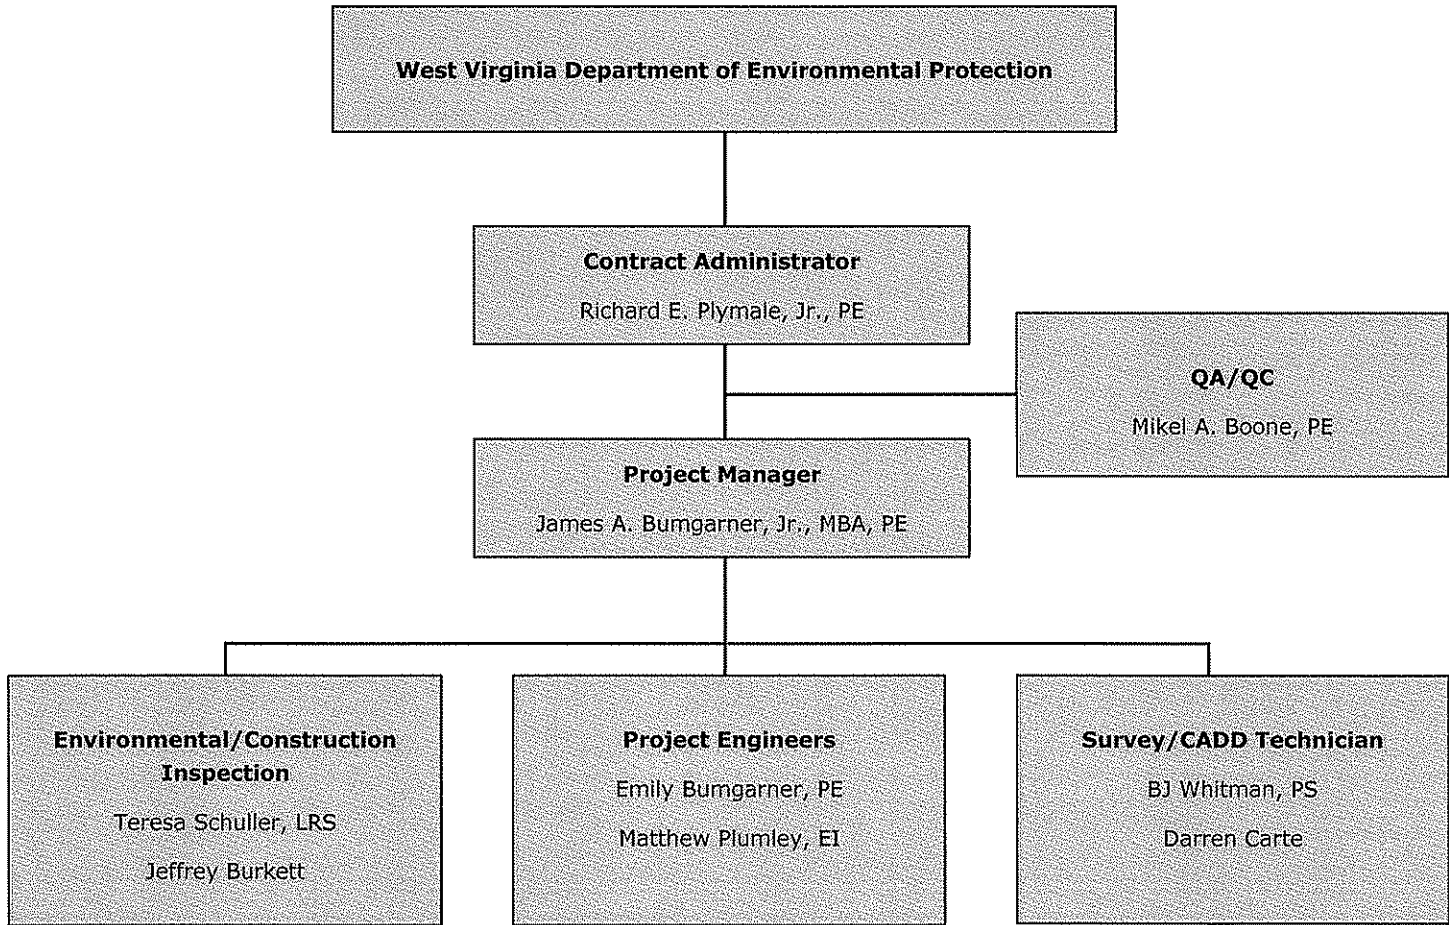 West Virginia Department of Environmental Protection
Contract Administrator
Richard E. Plymale, Jr., PE
QA/QC
Mikel A. Boone, PE
Project Manager
James A. Bumgarner, Jr., MBA, PE
Environmental/Construction
Inspection
Teresa Schuller, LRS
Jeffrey Burkett
Project Engineers
Emily Bumgarner, PE
Matthew Plumley, EI
Survey/CADD Technician
BJ Whitman, PS
Darren Carte